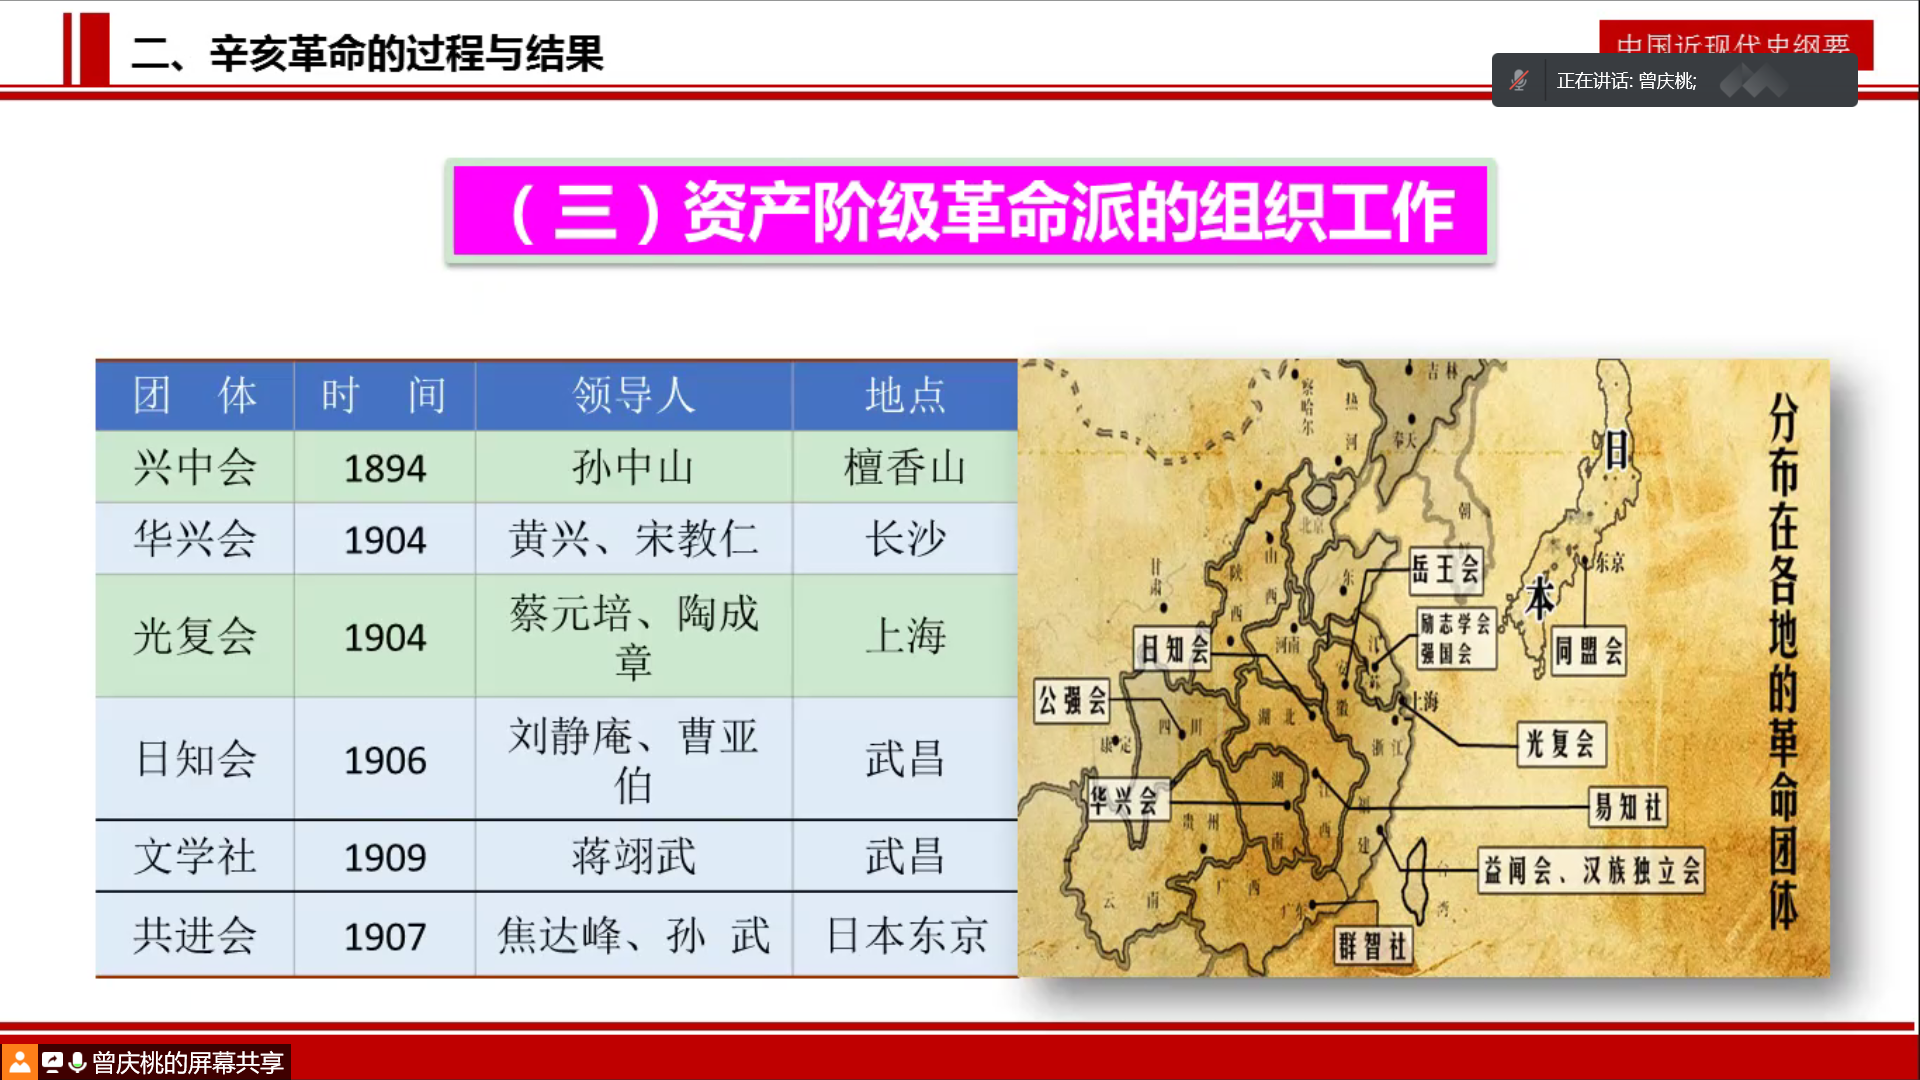 二、辛亥革命的过程与结果
中国近现代史纲要
正在讲话: 曾庆桃;
（三）资产阶级革命派的组织工作
团 体 时 间 领导人 地点
兴中会 1894 孙中山 檀香山
华兴会 1904 黄兴、宋教仁 长沙
光复会 1904 蔡元培、陶成章 上海
日知会 1906 刘静庵、曹亚伯 武昌
文学社 1909 蒋翊武 武昌
共进会 1907 焦达峰、孙 武 日本东京
分布在各地的革命团体
吉林
察哈尔
热河
奉天
日本
朝
北京
山西
陕西
甘肃
东
东京
岳王会
励志学会
强国会
同盟会
日知会
河南
江苏
安徽
上海
公强会
四川
湖北
康定
浙江
光复会
华兴会
湖南
江西
易知社
贵州
福建
益闻会、汉族独立会
台湾
云南
广西
广东
群智社
曾庆桃的屏幕共享